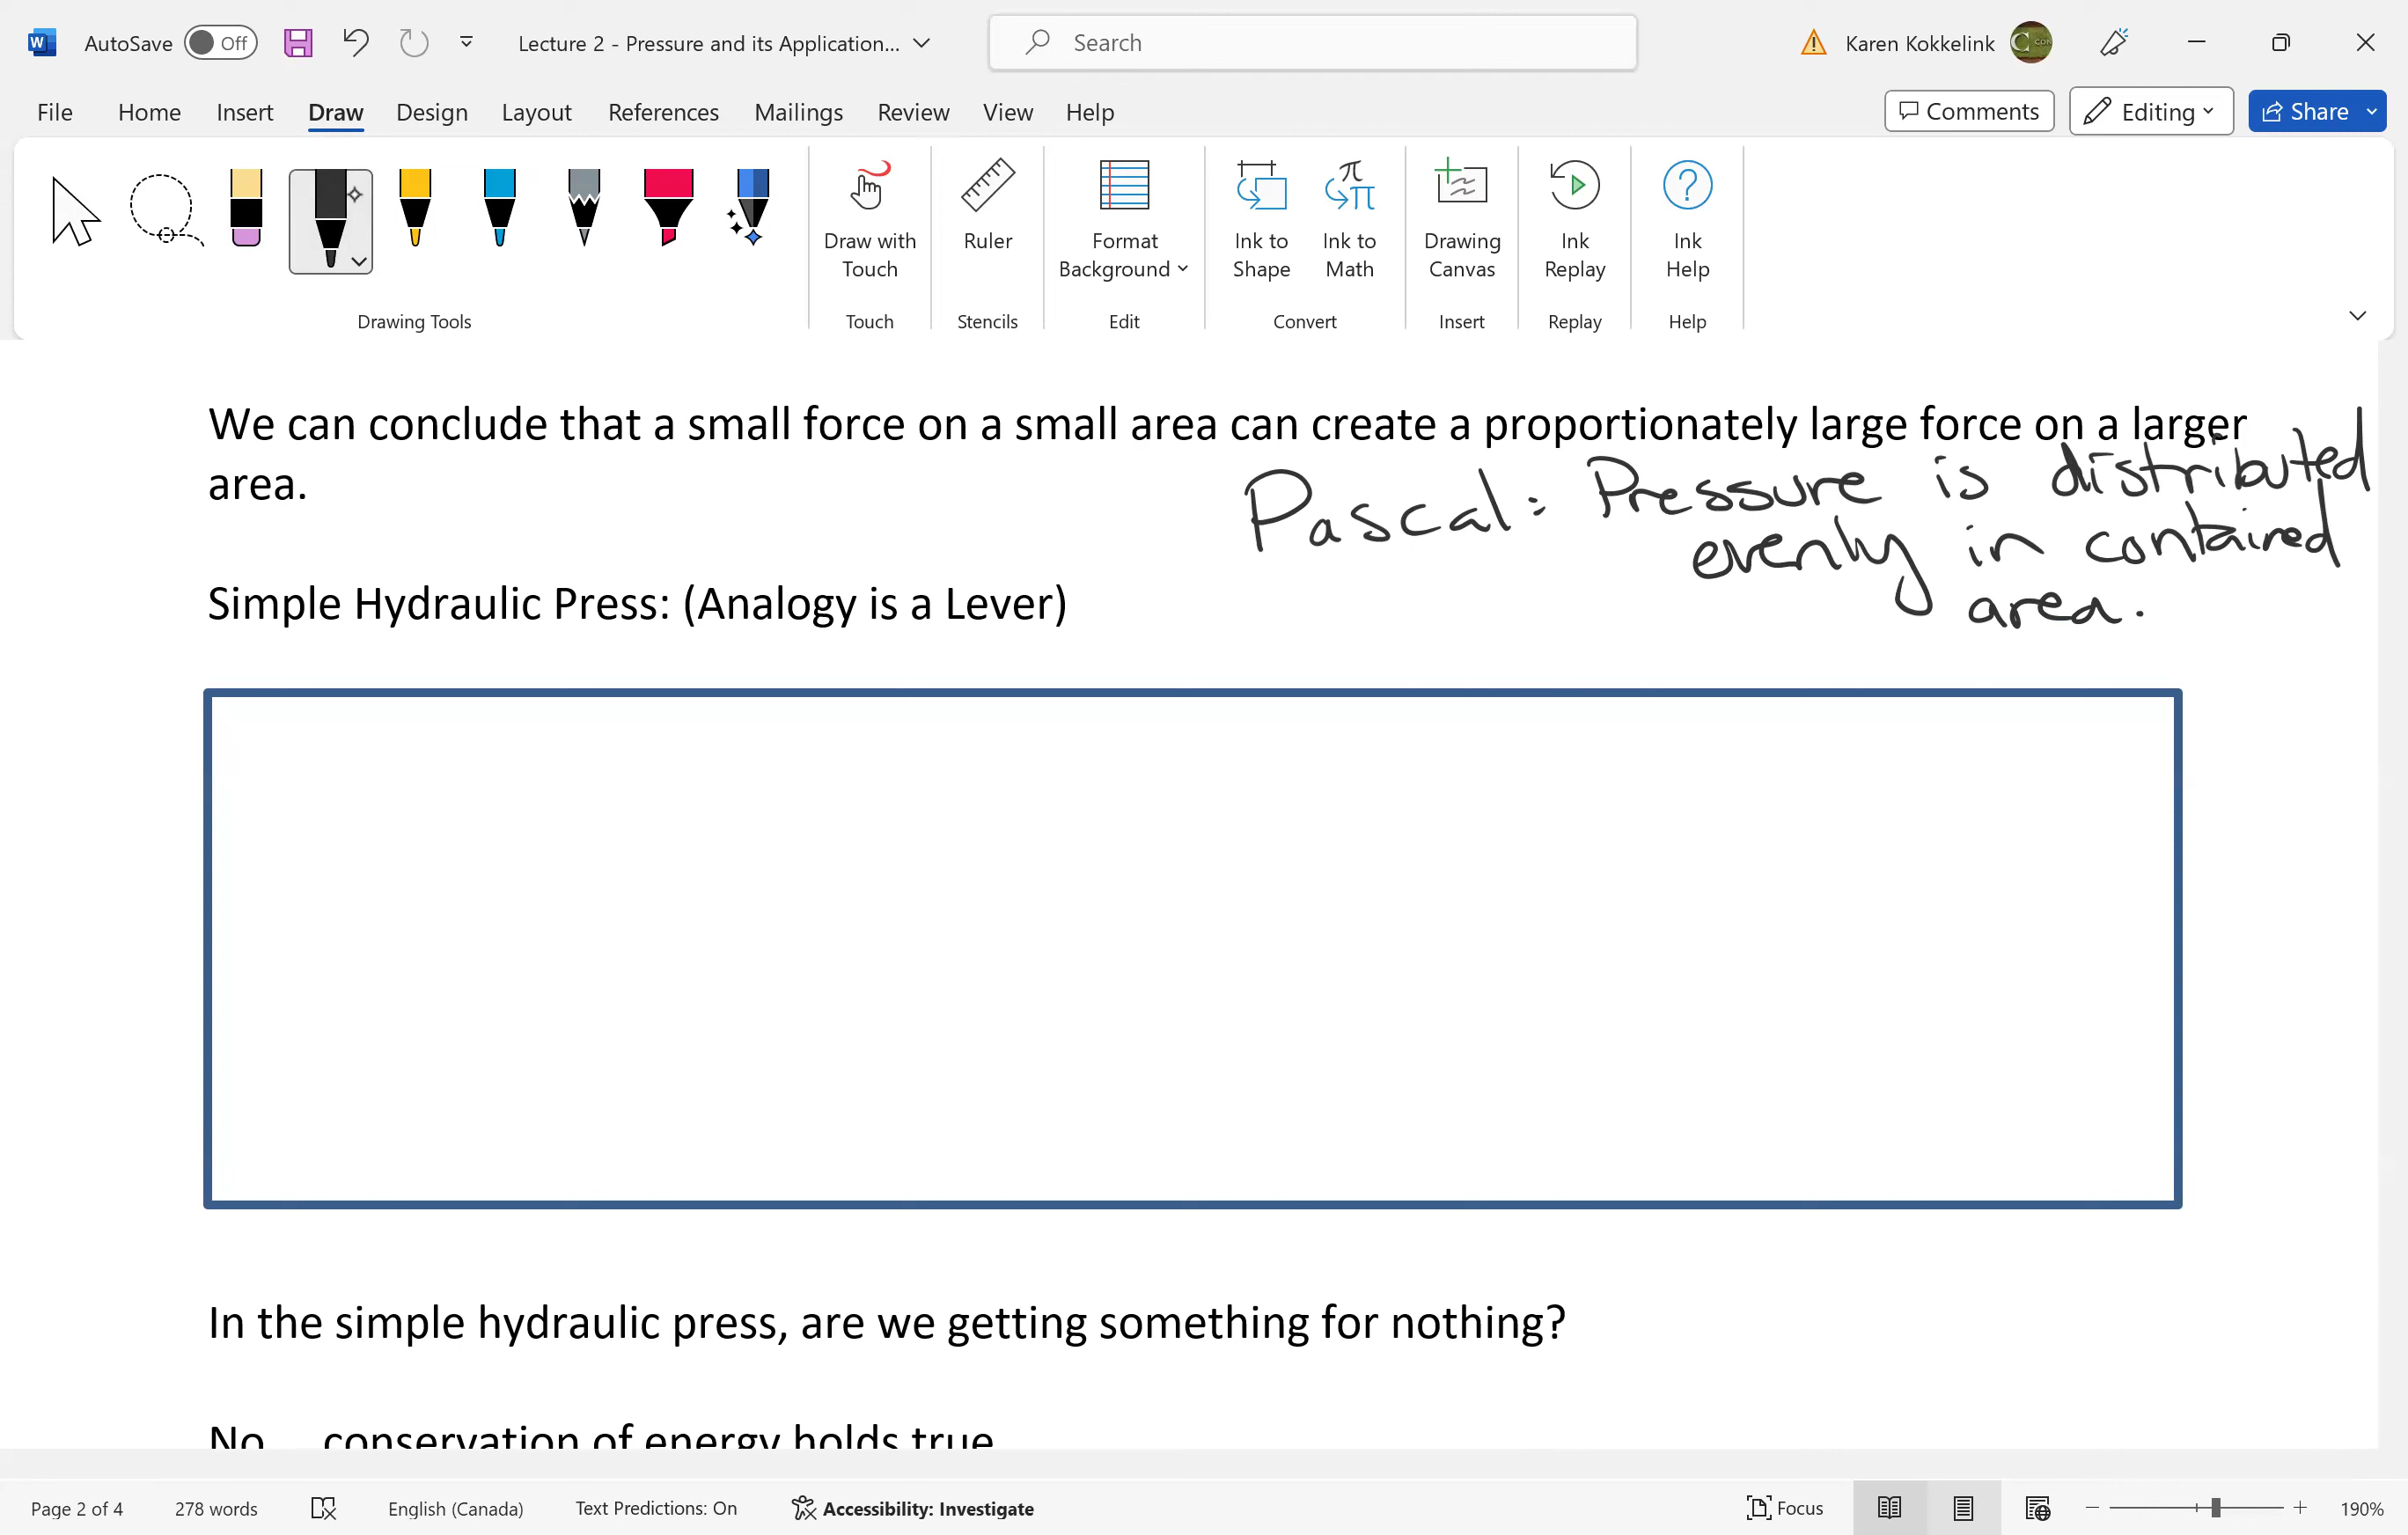 AutoSave Off Lecture 2 - Pressure and its Application... Search Karen Kokkelink
File Home Insert Draw Design Layout References Mailings Review View Help Comments Editing Share
Draw with Touch Ruler Format Background Ink to Shape Ink to Math Drawing Canvas Ink Replay Ink Help
Drawing Tools Touch Stencils Edit Convert Insert Replay Help
We can conclude that a small force on a small area can create a proportionately large force on a larger
area.
Pascal: Pressure is distributed
evenly in contained
area.
Simple Hydraulic Press: (Analogy is a Lever)
In the simple hydraulic press, are we getting something for nothing?
No conservation of energy holds true
Page 2 of 4 278 words English (Canada) Text Predictions: On Accessibility: Investigate Focus 190%